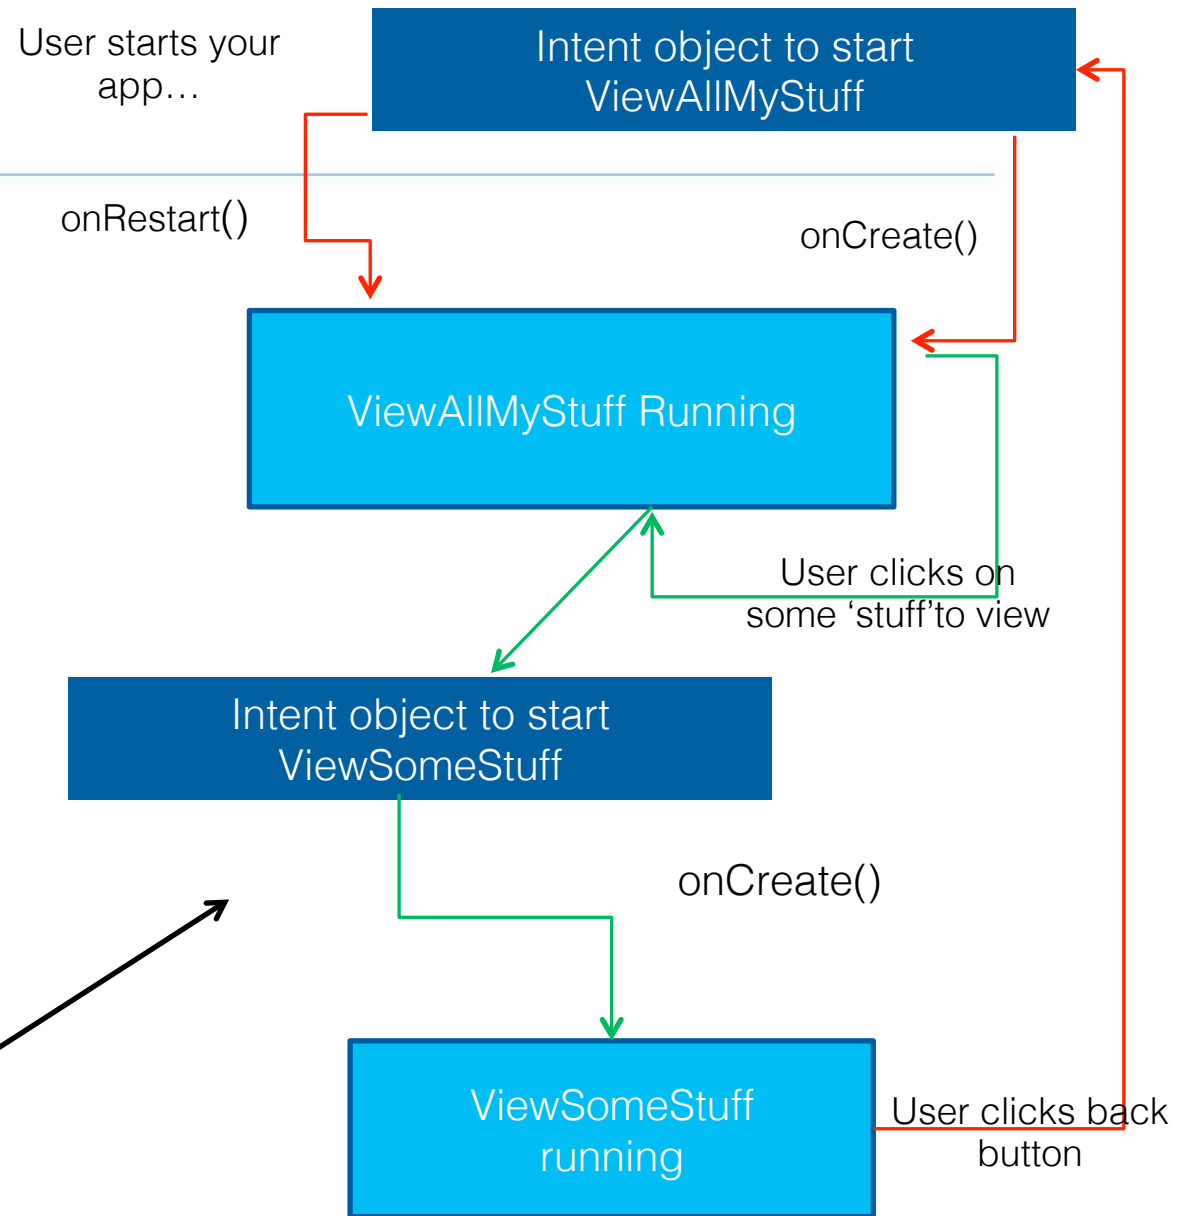 User starts your
app…
Intent object to start
ViewAllMyStuff
onRestart()
onCreate()
ViewAllMyStuff Running
User clicks on
some ‘stuff’to view
Intent object to start
ViewSomeStuff
onCreate()
ViewSomeStuff
running
User clicks back
button